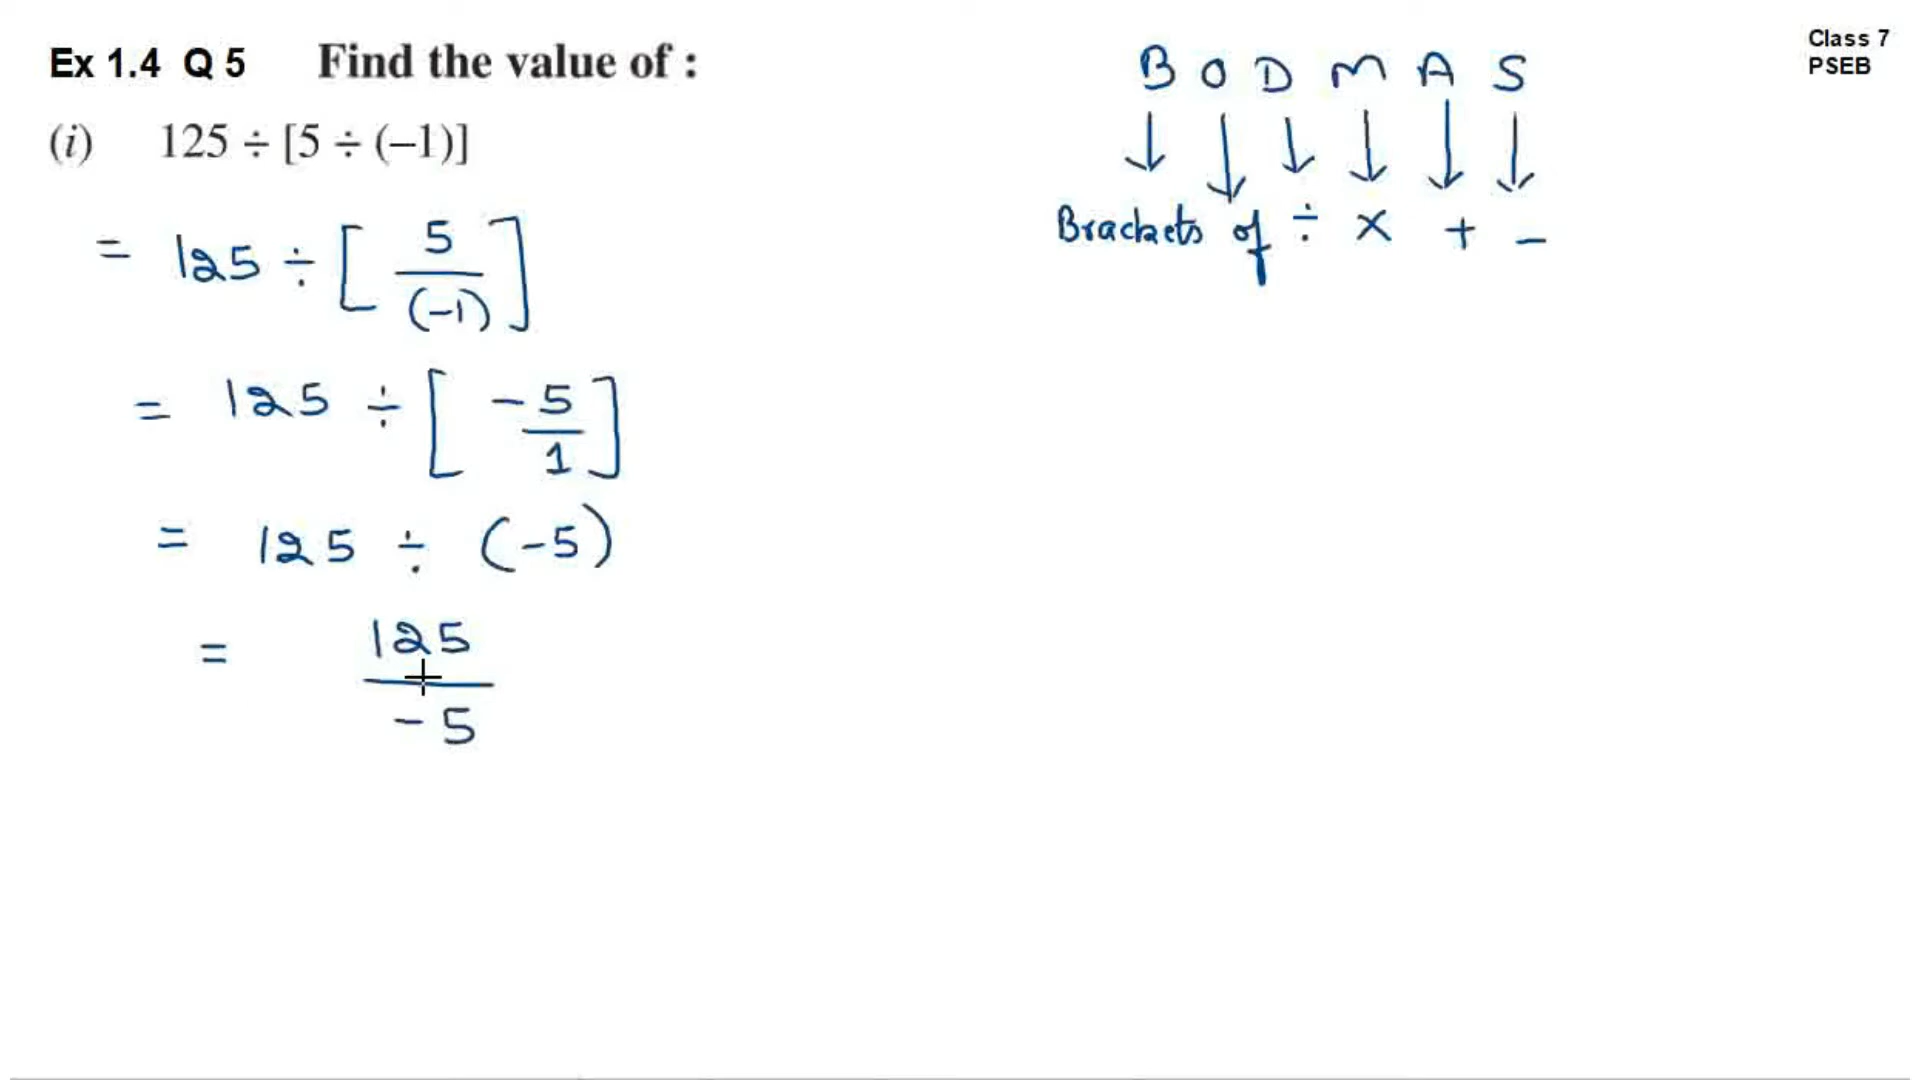 Ex 1.4 Q 5 Find the value of :
(i) 125 ÷ [5 ÷ (–1)]
= 125 ÷ [ 5/(-1) ]
= 125 ÷ [ -5/1 ]
= 125 ÷ (-5)
= 125/-5
B O D M A S
↓ ↓ ↓ ↓ ↓ ↓
Brackets of ÷ × + -
Class 7
PSEB